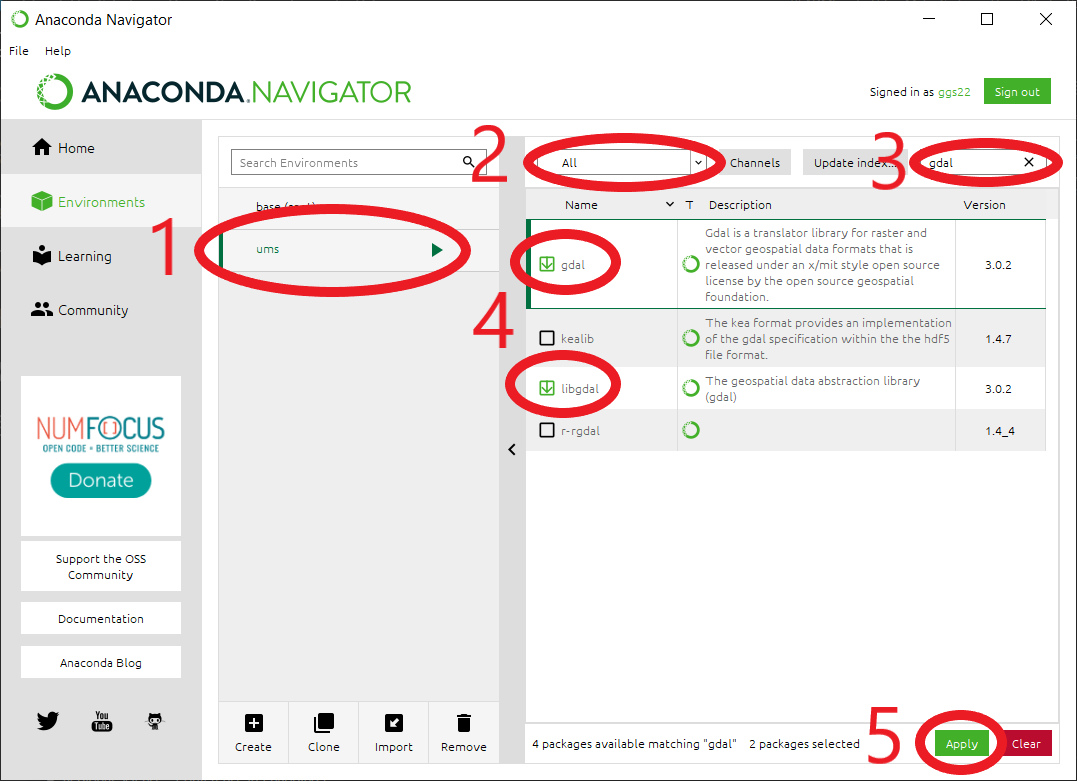 Anaconda Navigator
File Help
ANACONDA.NAVIGATOR
Signed in as ggs22 Sign out
Home
Environments
Learning
Community
NUMFOCUS
OPEN CODE = BETTER SCIENCE
Donate
Support the OSS
Community
Documentation
Anaconda Blog
You
Tube
1
Search Environments
base (root)
ums
Create Clone Import Remove
2
All
Channels
Update index...
3
gdal
Name T Description Version
4
gdal
Gdal is a translator library for raster and
vector geospatial data formats that is
released under an x/mit style open source
license by the open source geospatial
foundation.
3.0.2
kealib
The kea format provides an implementation
of the gdal specification within the the hdf5
file format.
1.4.7
libgdal
The geospatial data abstraction library
(gdal)
3.0.2
r-rgdal
1.4_4
4 packages available matching "gdal" 2 packages selected
5
Apply
Clear